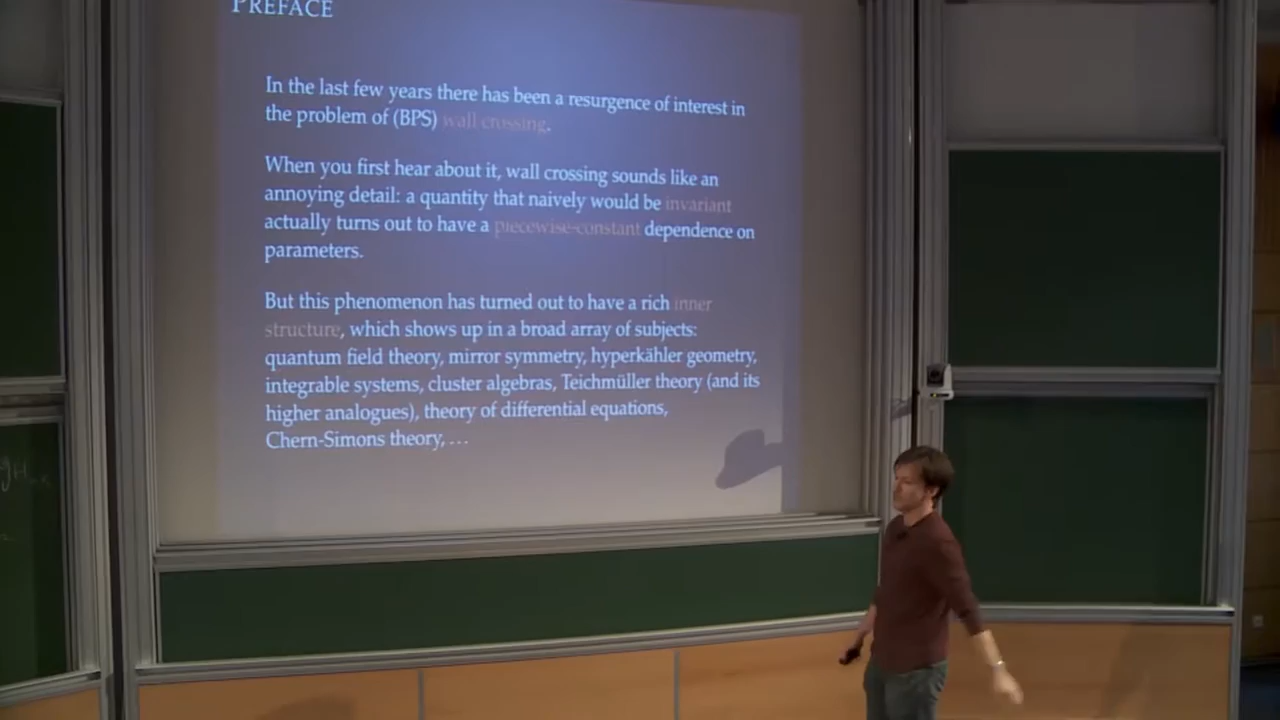 PREFACE
In the last few years there has been a resurgence of interest in
the problem of (BPS) wall crossing.
When you first hear about it, wall crossing sounds like an
annoying detail: a quantity that naively would be invariant
actually turns out to have a piecewise-constant dependence on
parameters.
But this phenomenon has turned out to have a rich inner
structure, which shows up in a broad array of subjects:
quantum field theory, mirror symmetry, hyperkähler geometry,
integrable systems, cluster algebras, Teichmüller theory (and its
higher analogues), theory of differential equations,
Chern-Simons theory, …